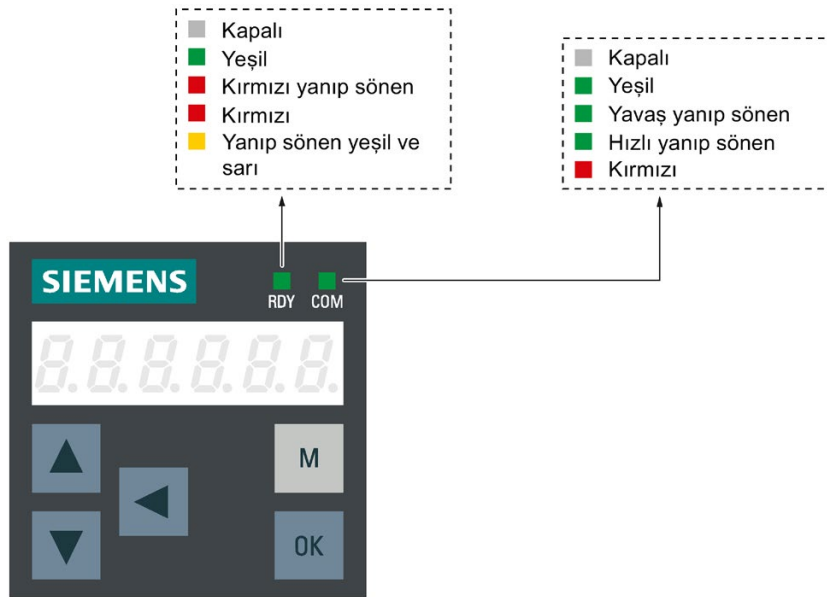 Kapalı
Yeşil
Kırmızı yanıp sönen
Kırmızı
Yanıp sönen yeşil ve
sarı
Kapalı
Yeşil
Yavaş yanıp sönen
Hızlı yanıp sönen
Kırmızı
SIEMENS
RDY COM
8.8.8.8.8.8.
M
OK